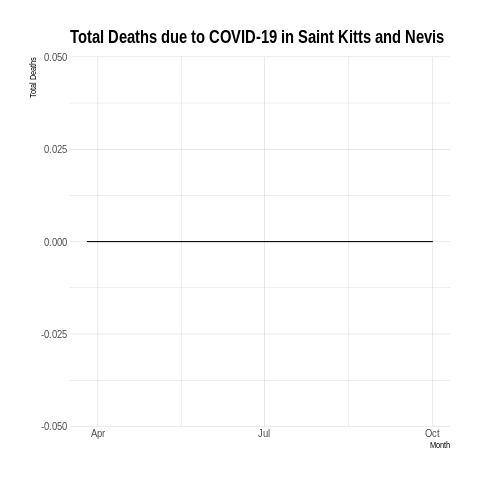 Total Deaths due to COVID-19 in Saint Kitts and Nevis
Total Deaths
0.050
0.025
0.000
-0.025
-0.050
Apr Jul Oct
Month